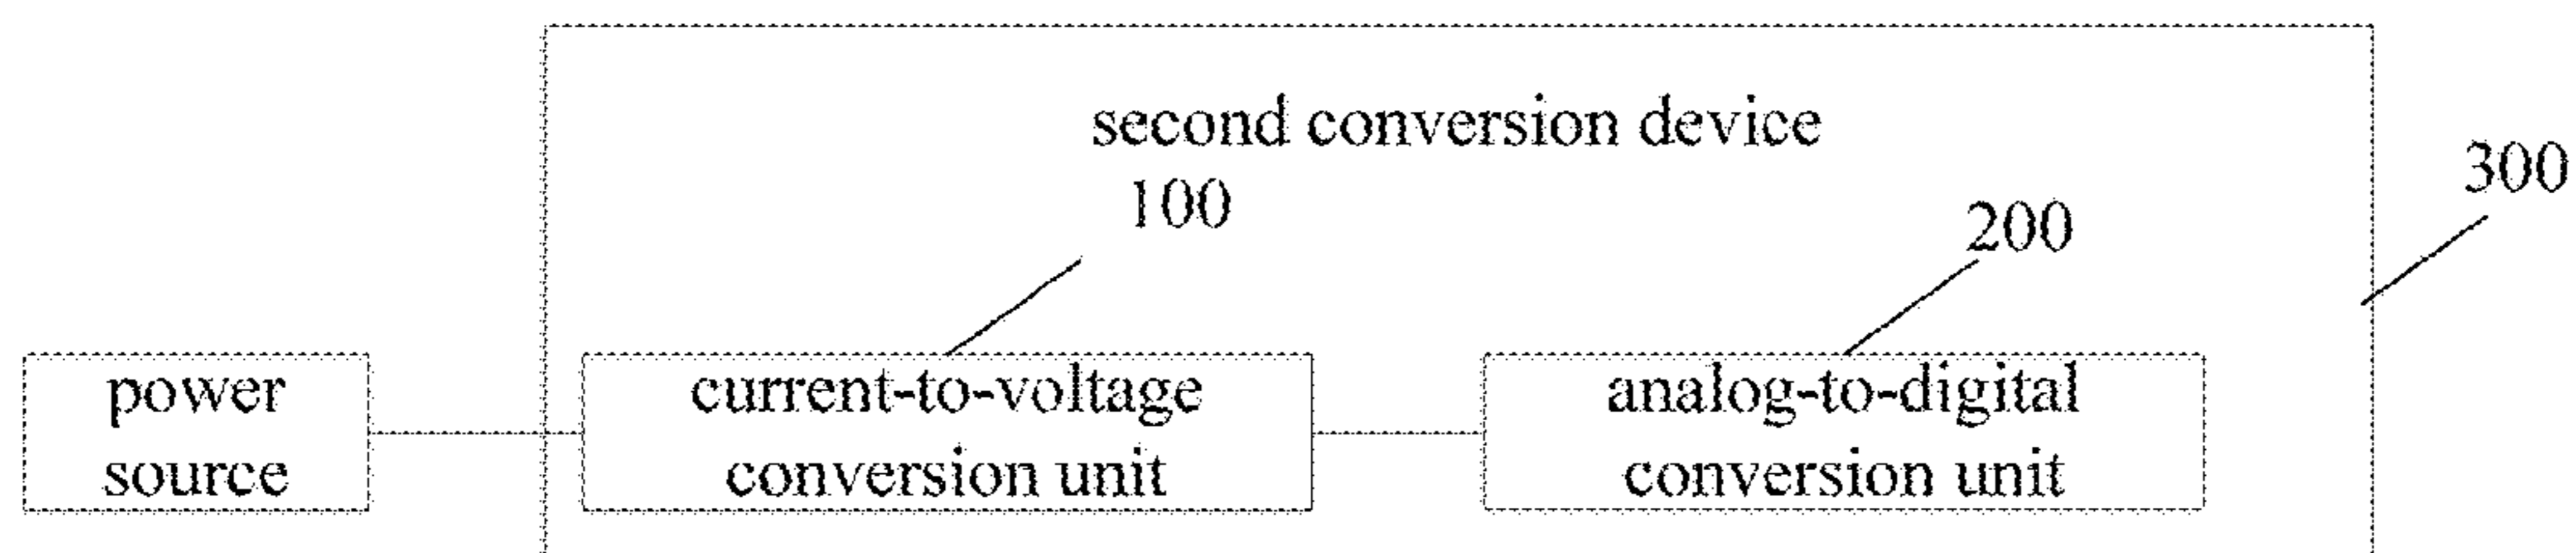 second conversion device
300
100
200
power
source
current-to-voltage
conversion unit
analog-to-digital
conversion unit